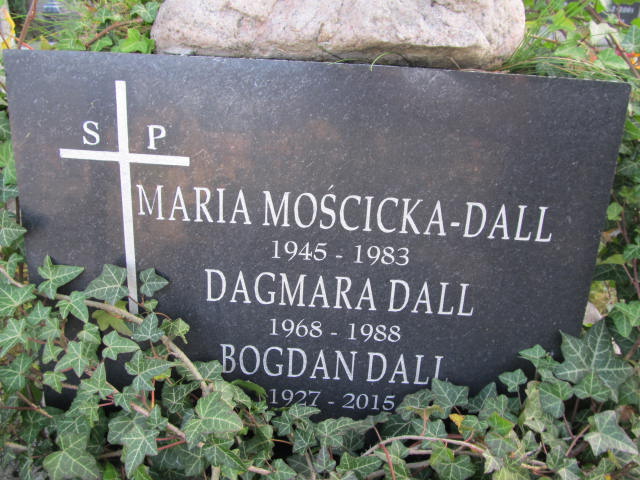 S P
MARIA MOŚCICKA-DALL
1945 - 1983
DAGMARA DALL
1968 - 1988
BOGDAN DALL
1927 - 2015